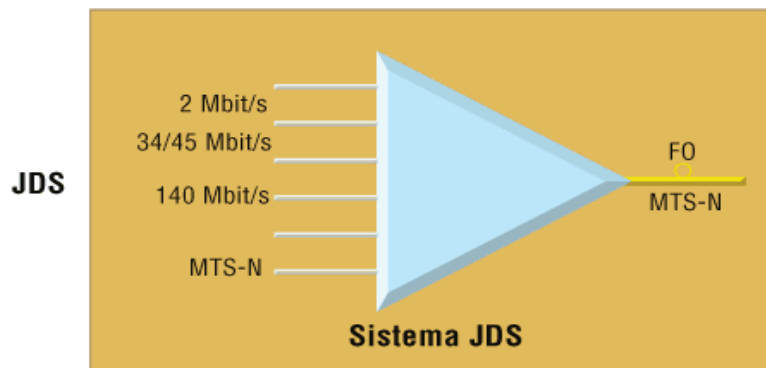 JDS
2 Mbit/s
34/45 Mbit/s
140 Mbit/s
MTS-N
FO
MTS-N
Sistema JDS